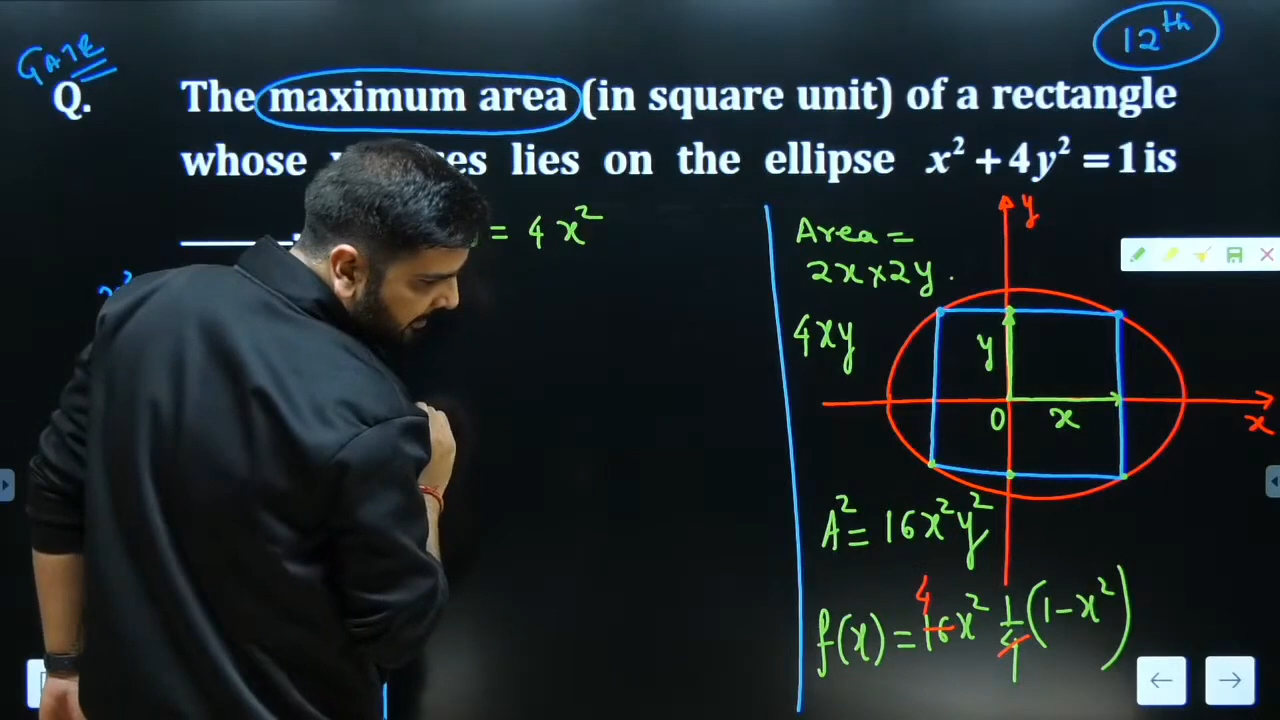 12th
GATE
Q. The maximum area (in square unit) of a rectangle
whose lies on the ellipse x² + 4y² = 1 is
= 4x²
Area =
2x × 2y.
4xy
y
y
0
x
x
A² = 16x²y²
f(x) = 16x² 1/4 (1-x²)
4